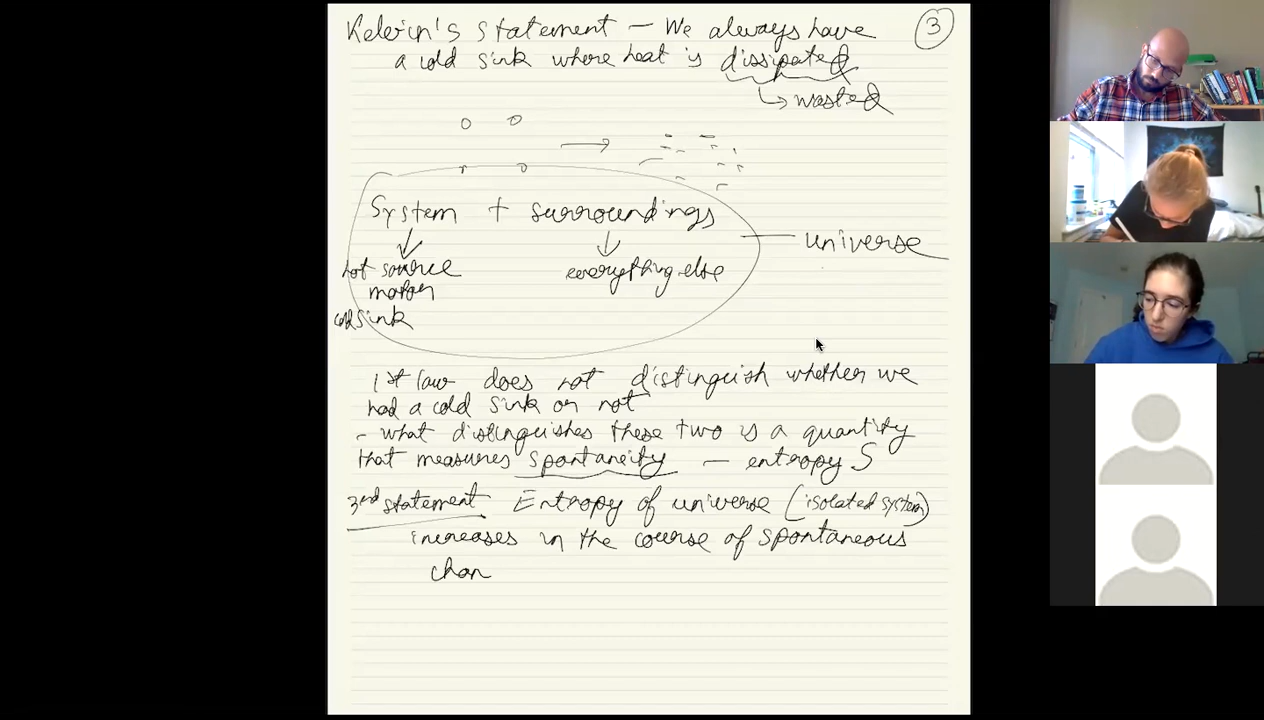 Kelvin's statement – We always have
a cold sink where heat is dissipated
↳ wasted
3
→
System + surroundings
universe
hot source
everything else
cold sink
1st law does not distinguish whether we
had a cold sink or not
- what distinguishes these two is a quantity
that measures spontaneity – entropy S
3rd statement Entropy of universe (isolated system)
increases in the course of spontaneous
chan